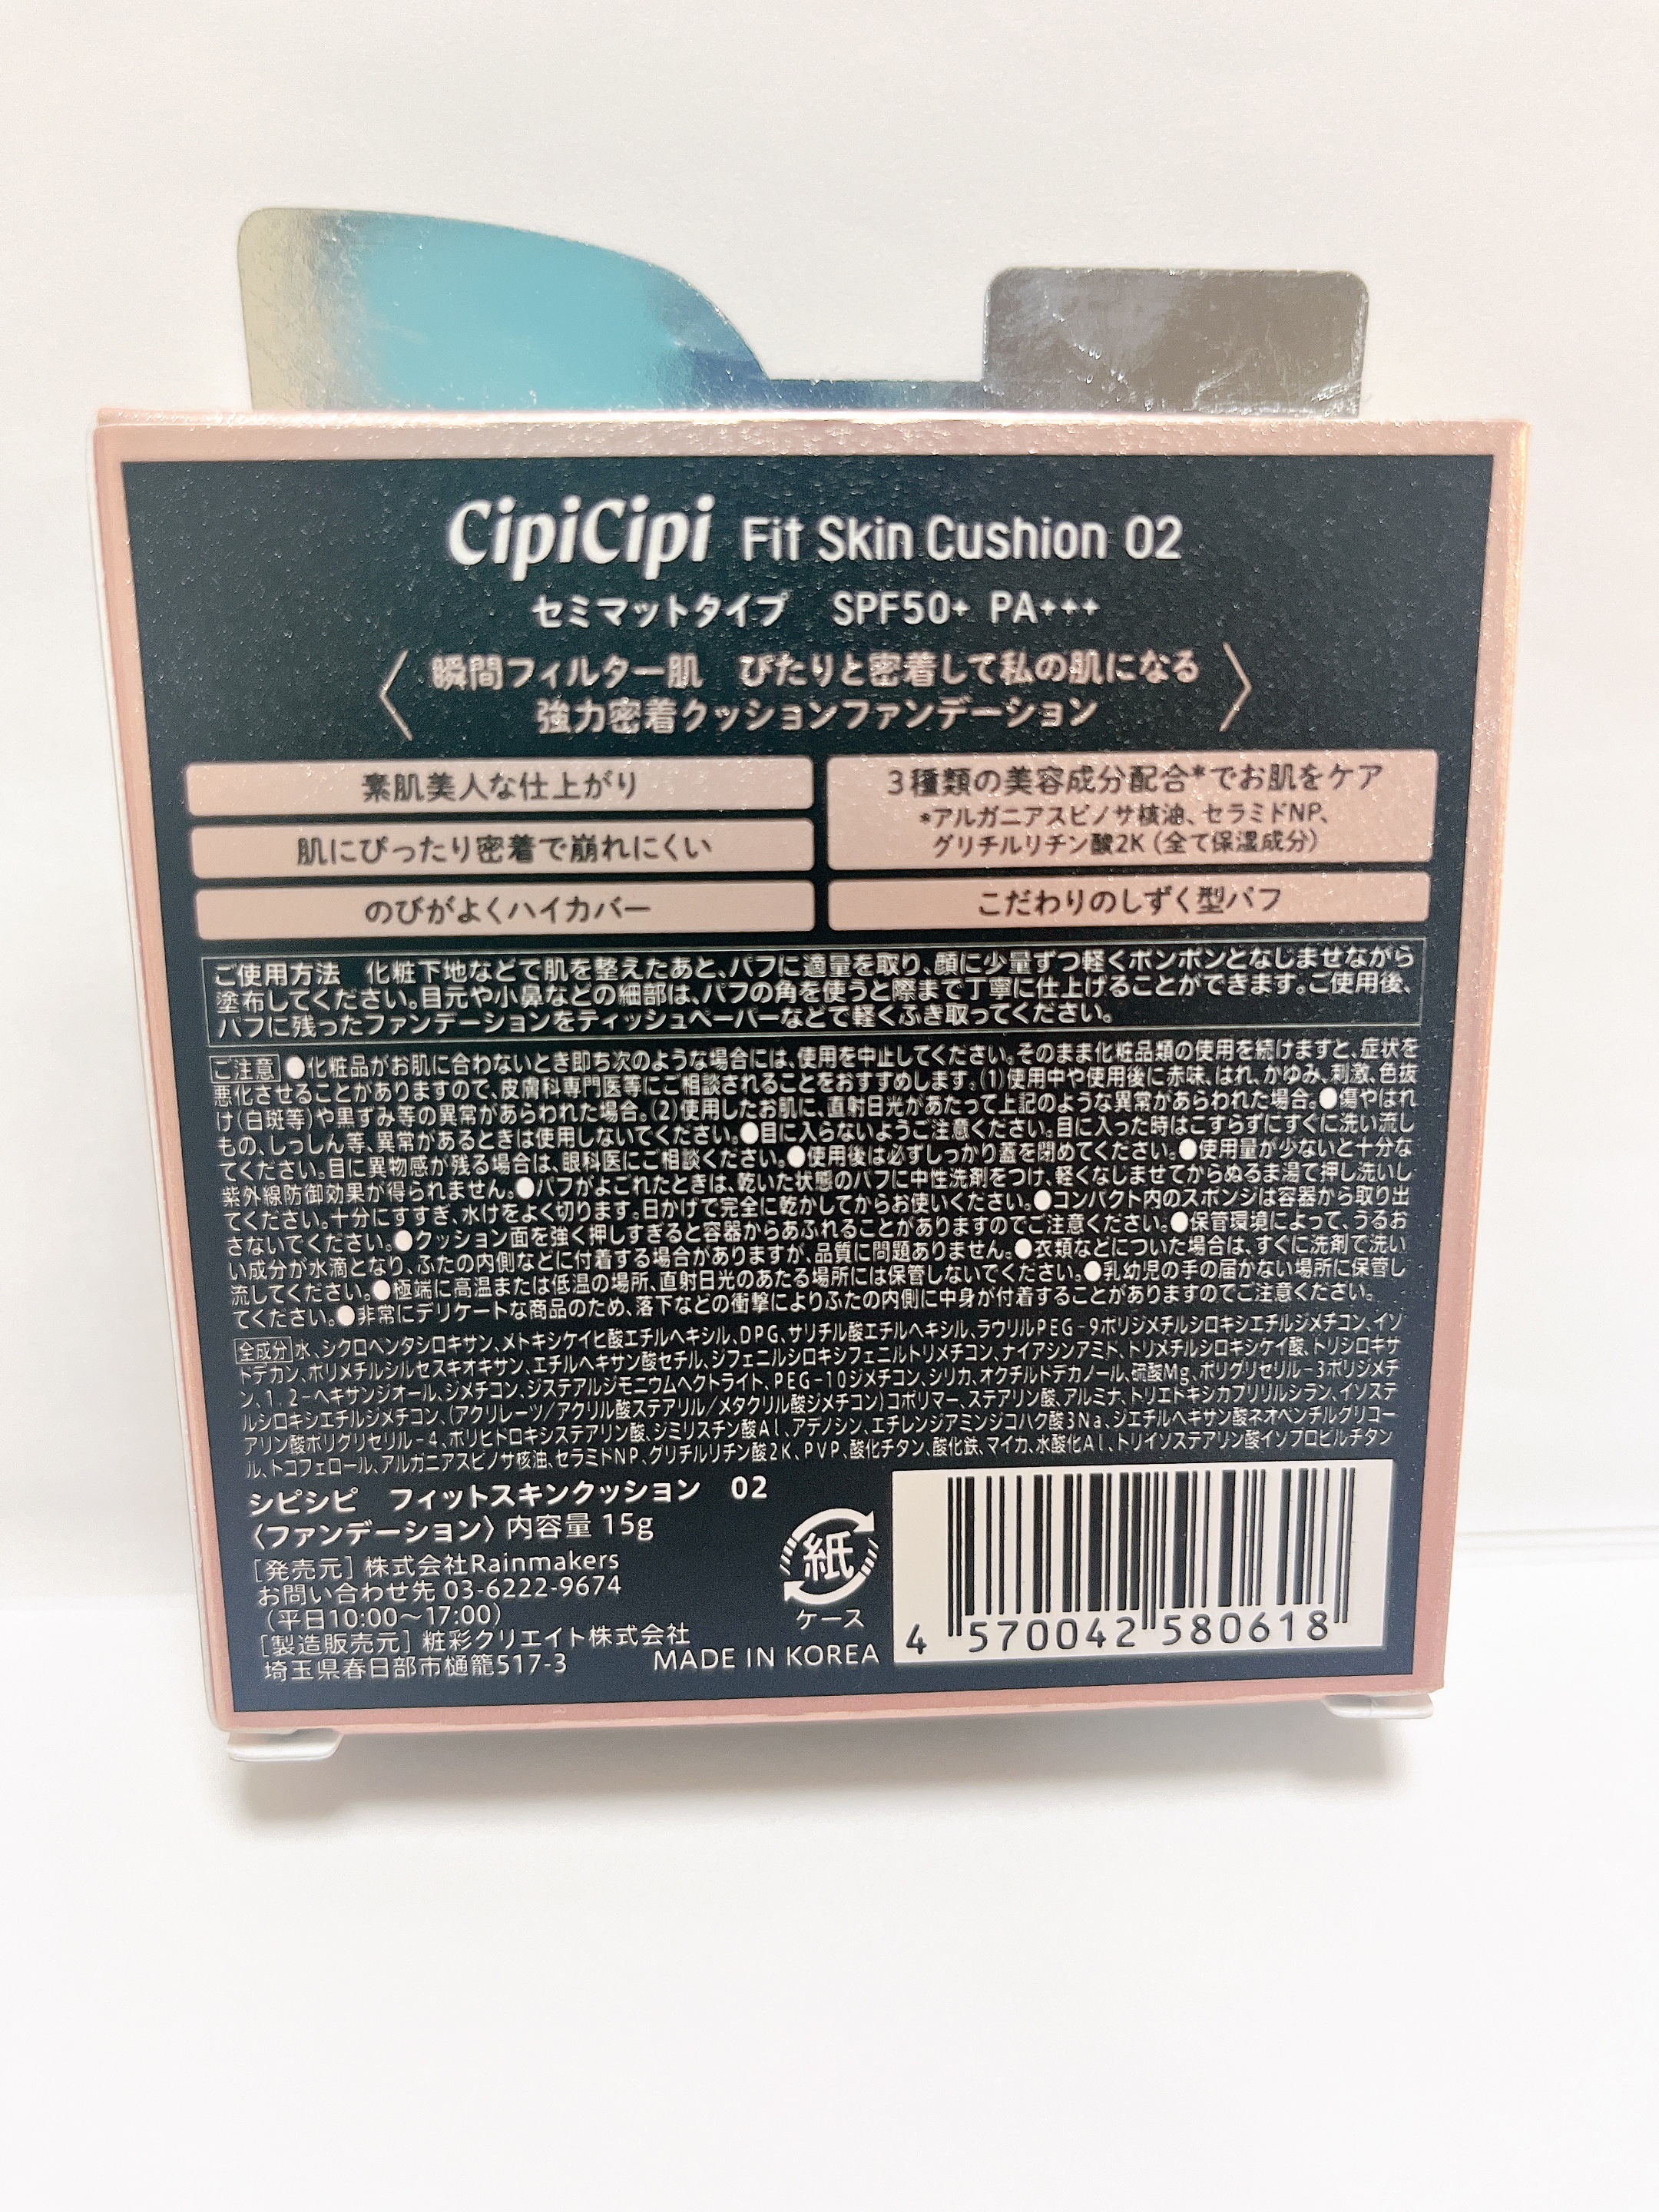 CipiCipi Fit Skin Cushion 02
セミマットタイプ SPF50+ PA+++
瞬間フィルター肌 ぴたりと密着して私の肌になる
強力密着クッションファンデーション
素肌美人な仕上がり
肌にぴったり密着で崩れにくい
のびがよくハイカバー
3種類の美容成分配合*でお肌をケア
*アルガニアスピノサ核油、セラミドNP、
グリチルリチン酸2K(全て保湿成分)
こだわりのしずく型パフ
ご使用方法 化粧下地などで肌を整えたあと、パフに適量を取り、顔に少量ずつ軽くポンポンとなじませながら
塗布してください。目元や小鼻などの細部は、パフの角を使うと際まで丁寧に仕上げることができます。ご使用後、
パフに残ったファンデーションをティッシュペーパーなどで軽くふき取ってください。
ご注意 ●化粧品がお肌に合わないとき即ち次のような場合には、使用を中止してください。そのまま化粧品類の使用を続けますと、症状を
悪化させることがありますので、皮膚科専門医等にご相談されることをおすすめします。(1)使用中や使用後に赤味、はれ、かゆみ、刺激、色抜
け(白斑等)や黒ずみ等の異常があらわれた場合。(2)使用したお肌に、直射日光があたって上記のような異常があらわれた場合。●傷やはれ
もの、しっしん等、異常があるときは使用しないでください。●目に入らないようご注意ください。目に入った時はこすらずにすぐに洗い流し
てください。目に異物感が残る場合は、眼科医にご相談ください。●使用後は必ずしっかり蓋を閉めてください。●使用量が少ないと十分な
紫外線防御効果が得られません。●パフがよごれたときは、乾いた状態のパフに中性洗剤をつけ、軽くなじませてからぬるま湯で押し洗いし
てください。十分にすすぎ、水けをよく切ります。日かげで完全に乾かしてからお使いください。●コンパクト内のスポンジは容器から取り出
さないでください。●クッション面を強く押しすぎると容器からあふれることがありますのでご注意ください。●保管環境によって、うるお
い成分が水滴となり、ふたの内側などに付着する場合がありますが、品質に問題ありません。●衣類などについた場合は、すぐに洗剤で洗い
流してください。●極端に高温または低温の場所、直射日光のあたる場所には保管しないでください。●乳幼児の手の届かない場所に保管し
てください。●非常にデリケートな商品のため、落下などの衝撃によりふたの内側に中身が付着することがありますのでご注意ください。
全成分 水、シクロペンタシロキサン、メトキシケイヒ酸エチルヘキシル、DPG、サリチル酸エチルヘキシル、ラウリルPEG-9ポリジメチルシロキシエチルジメチコン、イソ
ドデカン、ポリメチルシルセスキオキサン、エチルヘキサン酸セチル、ジフェニルシロキシフェニルトリメチコン、ナイアシンアミド、トリメチルシロキシケイ酸、トリシロキサ
ン、1,2-ヘキサンジオール、ジメチコン、ジステアルジモニウムヘクトライト、PEG-10ジメチコン、シリカ、オクチルドデカノール、硫酸Mg、ポリグリセリル-3ポリジメチ
ルシロキシエチルジメチコン、(アクリレーツ/アクリル酸ステアリル/メタクリル酸ジメチコン)コポリマー、ステアリン酸、アルミナ、トリエトキシカプリリルシラン、イソステ
アリン酸ポリグリセリル-4、ポリヒドロキシステアリン酸、ジミリスチン酸Al、アデノシン、エチレンジアミンジコハク酸3Na、ジエチルヘキサン酸ネオペンチルグリコー
ル、トコフェロール、アルガニアスピノサ核油、セラミドNP、グリチルリチン酸2K、PVP、酸化チタン、酸化鉄、マイカ、水酸化Al、トリイソステアリン酸イソプロピルチタン
シピシピ フィットスキンクッション 02
〈ファンデーション〉内容量 15g
[発売元] 株式会社Rainmakers
お問い合わせ先 03-6222-9674
(平日10:00〜17:00)
[製造販売元] 粧彩クリエイト株式会社
埼玉県春日部市樋籠517-3
MADE IN KOREA
紙
ケース
4 570042 580618